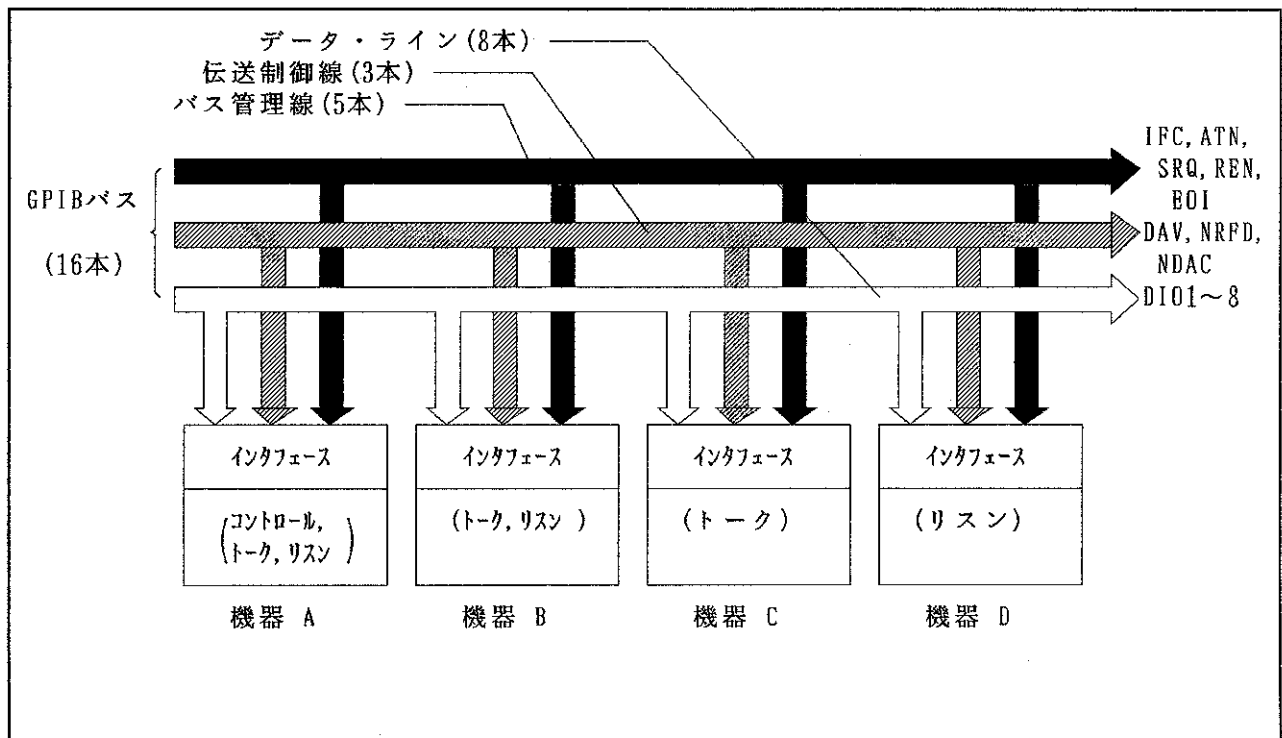 データ・ライン(8本)
伝送制御線(3本)
バス管理線(5本)
GPIBバス
(16本)
IFC, ATN,
SRQ, REN,
EOI
DAV, NRFD,
NDAC
DIO1～8
インタフェース
インタフェース
インタフェース
インタフェース
(コントロール,
トーク, リスン)
(トーク, リスン)
(トーク)
(リスン)
機器 A
機器 B
機器 C
機器 D